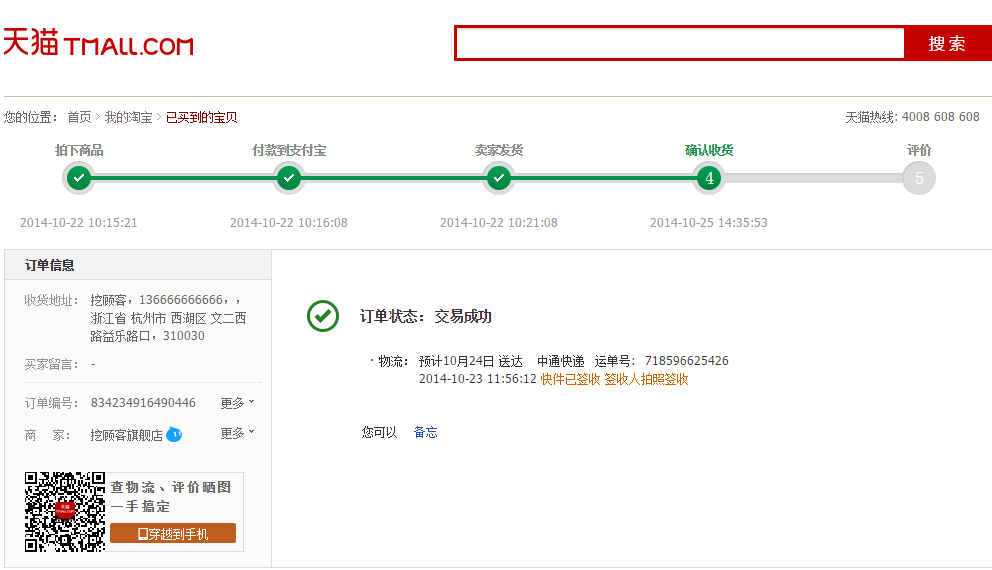 天猫 TMALL.COM
搜 索
您的位置： 首页 > 我的淘宝 > 已买到的宝贝
天猫热线: 4008 608 608
拍下商品 付款到支付宝 卖家发货 确认收货 评价
4 5
2014-10-22 10:15:21 2014-10-22 10:16:08 2014-10-22 10:21:08 2014-10-25 14:35:53
订单信息
收货地址： 挖顾客，136666666666，，
浙江省 杭州市 西湖区 文二西
路益乐路口，310030
买家留言： -
订单编号： 834234916490446 更多
商 家： 挖顾客旗舰店 更多
天猫
TMALL.COM
查物流、评价晒图
一手搞定
穿越到手机
订单状态：交易成功
· 物流： 预计10月24日 送达 中通快递 运单号： 718596625426
2014-10-23 11:56:12 快件已签收 签收人拍照签收
您可以 备忘